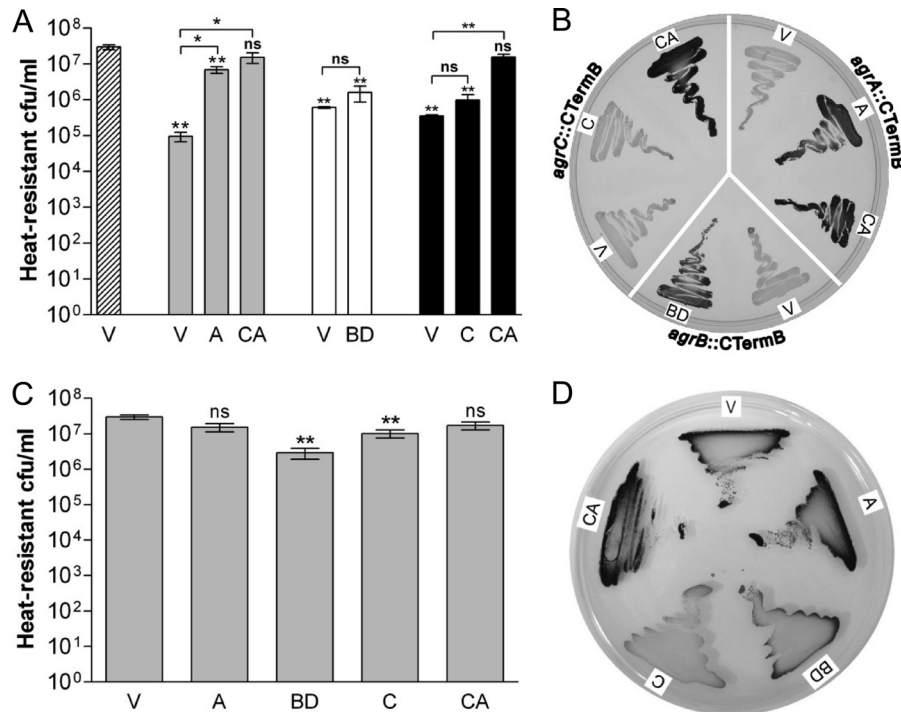 A
Heat-resistant cfu/ml
10⁸
10⁷
10⁶
10⁵
10⁴
10³
10²
10¹
10⁰
*
*
**
ns
**
ns
**
**
**
ns
**
**
ns
V
V A CA
V BD
V C CA
B
agrC::CTermB
agrA::CTermB
agrB::CTermB
CA
V
C
A
V
CA
BD
V
C
Heat-resistant cfu/ml
10⁸
10⁷
10⁶
10⁵
10⁴
10³
10²
10¹
10⁰
ns
**
**
ns
V A BD C CA
D
V
CA
A
C
BD